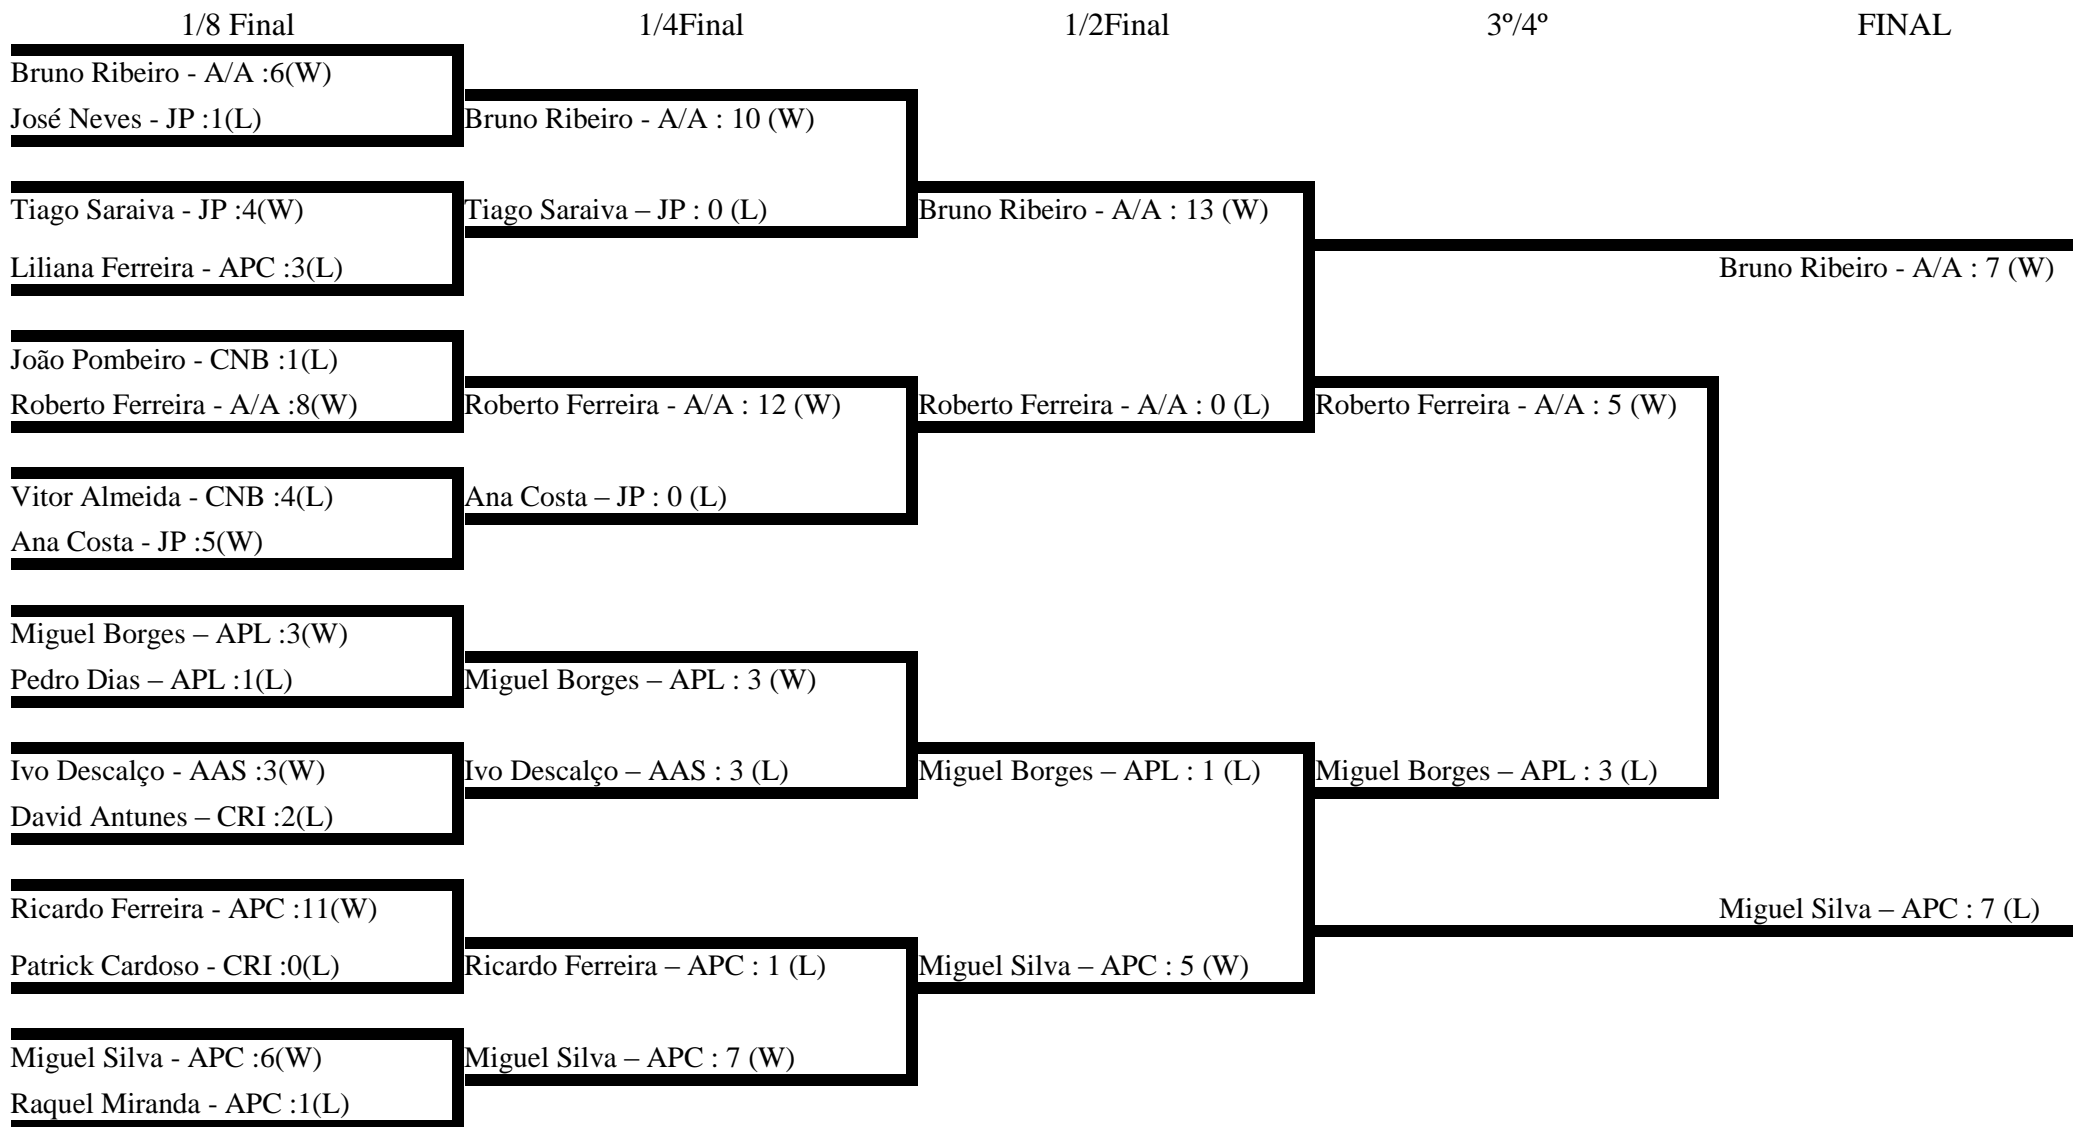 1/8 Final
1/4Final
1/2Final
3º/4º
FINAL
Bruno Ribeiro - A/A :6(W)
José Neves - JP :1(L)
Tiago Saraiva - JP :4(W)
Liliana Ferreira - APC :3(L)
João Pombeiro - CNB :1(L)
Roberto Ferreira - A/A :8(W)
Vitor Almeida - CNB :4(L)
Ana Costa - JP :5(W)
Miguel Borges – APL :3(W)
Pedro Dias – APL :1(L)
Ivo Descalço - AAS :3(W)
David Antunes – CRI :2(L)
Ricardo Ferreira - APC :11(W)
Patrick Cardoso - CRI :0(L)
Miguel Silva - APC :6(W)
Raquel Miranda - APC :1(L)
Bruno Ribeiro - A/A : 10 (W)
Tiago Saraiva – JP : 0 (L)
Roberto Ferreira - A/A : 12 (W)
Ana Costa – JP : 0 (L)
Miguel Borges – APL : 3 (W)
Ivo Descalço – AAS : 3 (L)
Ricardo Ferreira – APC : 1 (L)
Miguel Silva – APC : 7 (W)
Bruno Ribeiro - A/A : 13 (W)
Roberto Ferreira - A/A : 0 (L)
Miguel Borges – APL : 1 (L)
Miguel Silva – APC : 5 (W)
Roberto Ferreira - A/A : 5 (W)
Miguel Borges – APL : 3 (L)
Bruno Ribeiro - A/A : 7 (W)
Miguel Silva – APC : 7 (L)